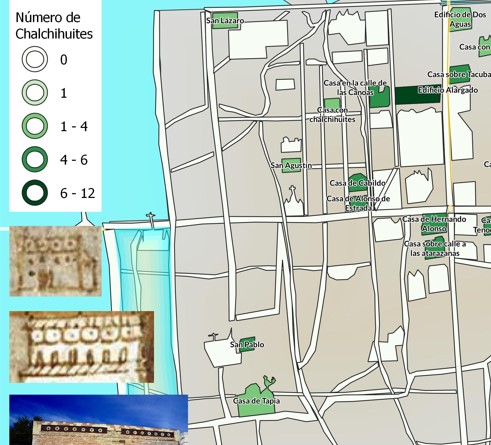 Número de
Chalchihuites
0
1
1 - 4
4 - 6
6 - 12
San Lázaro
Edificio de Dos
Aguas
Casa con
Casa sobre Tacuba
Casa en la calle de
las Canoas
Edificio Alargado
Casa con
chalchihuites
San Agustín
Casa de Cabildo
Casa de Alonso de
Estrada
Casa de Hernando
Alonso
Casa sobre calle a
las atarazanas
San Pablo
Casa de Tapia